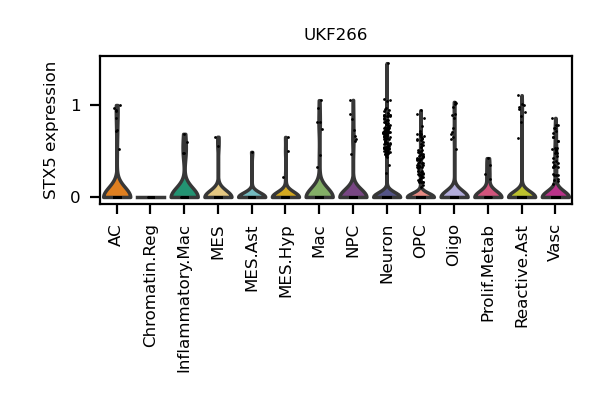 UKF266
STX5 expression
1
0
AC
Chromatin.Reg
Inflammatory.Mac
MES
MES.Ast
MES.Hyp
Mac
NPC
Neuron
OPC
Oligo
Prolif.Metab
Reactive.Ast
Vasc